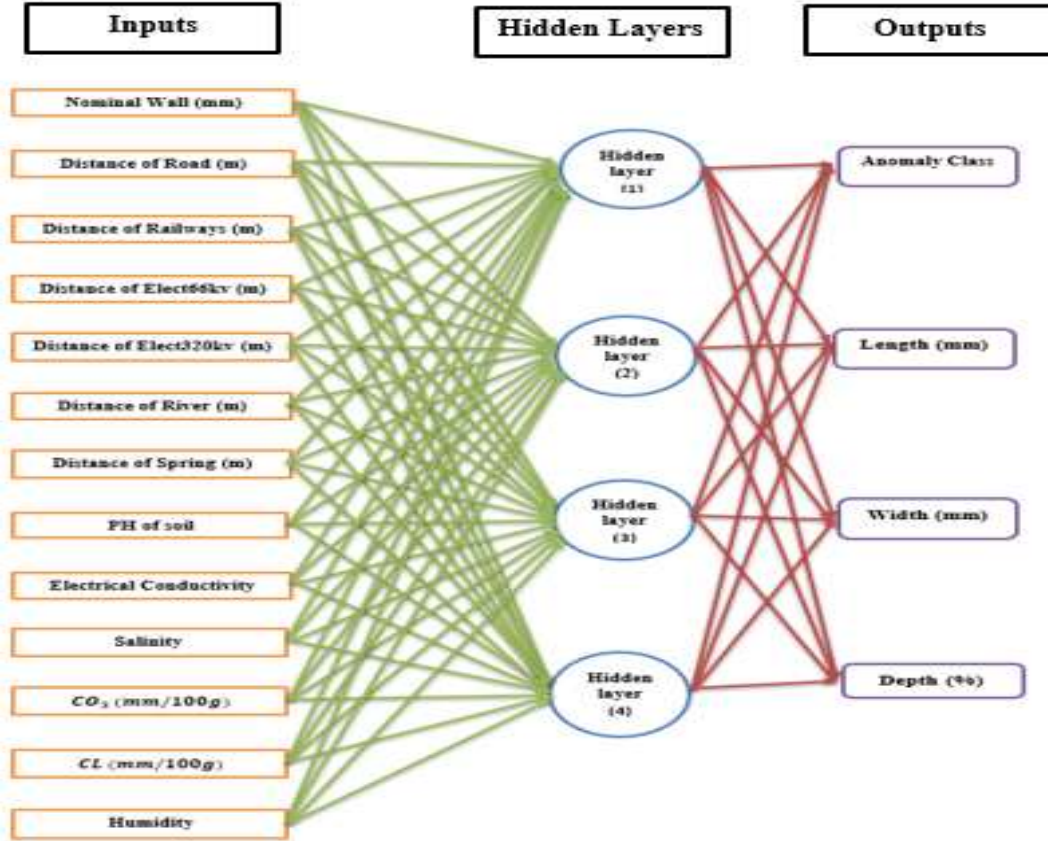 Inputs
Hidden Layers
Outputs
Nominal Wall (mm)
Distance of Road (m)
Distance of Railways (m)
Distance of Elect66kv (m)
Distance of Elect320kv (m)
Distance of River (m)
Distance of Spring (m)
PH of soil
Electrical Conductivity
Salinity
CO₃ (mm/100g)
CL (mm/100g)
Humidity
Hidden
layer
(1)
Hidden
layer
(2)
Hidden
layer
(3)
Hidden
layer
(4)
Anomaly Class
Length (mm)
Width (mm)
Depth (%)